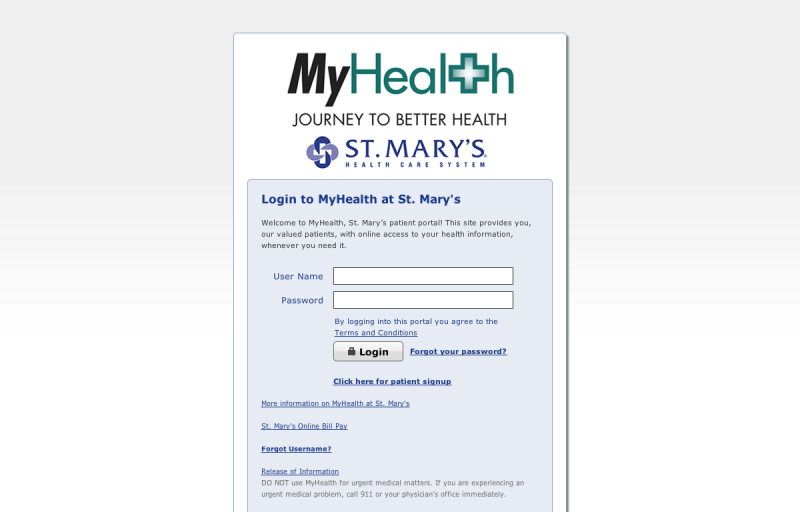 MyHealth
JOURNEY TO BETTER HEALTH
ST. MARY'S®
HEALTH CARE SYSTEM
Login to MyHealth at St. Mary's
Welcome to MyHealth, St. Mary's patient portal! This site provides you,
our valued patients, with online access to your health information,
whenever you need it.
User Name
Password
By logging into this portal you agree to the
Terms and Conditions
Login Forgot your password?
Click here for patient signup
More information on MyHealth at St. Mary's
St. Mary's Online Bill Pay
Forgot Username?
Release of Information
DO NOT use MyHealth for urgent medical matters. If you are experiencing an
urgent medical problem, call 911 or your physician's office immediately.